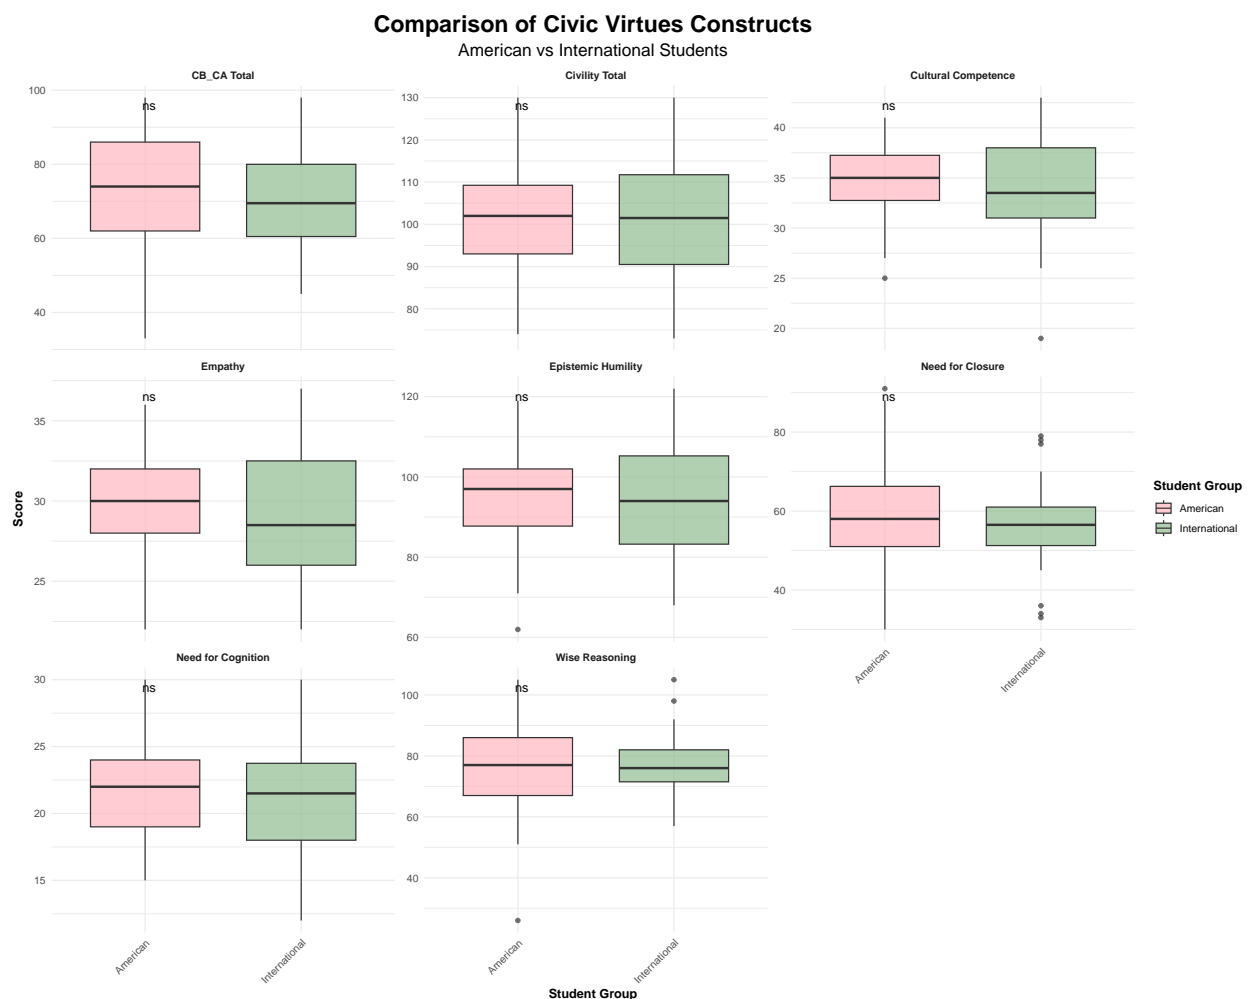 Comparison of Civic Virtues Constructs
American vs International Students
CB_CA Total
Civility Total
Cultural Competence
100
80
60
40
ns
130
120
110
100
90
80
ns
40
35
30
25
20
ns
Empathy
Epistemic Humility
Need for Closure
35
30
25
ns
120
100
80
60
ns
80
60
40
ns
American
International
Score
Student Group
American
International
Need for Cognition
Wise Reasoning
30
25
20
15
ns
100
80
60
40
ns
American
International
American
International
Student Group